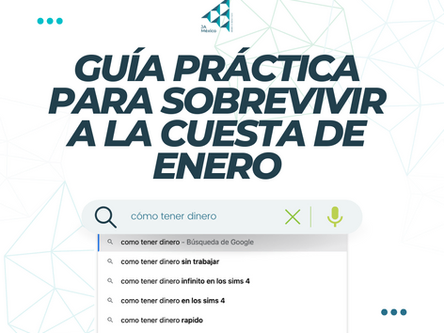 JA
México
GUÍA PRÁCTICA
PARA SOBREVIVIR
A LA CUESTA DE
ENERO
cómo tener dinero
como tener dinero - Búsqueda de Google
como tener dinero sin trabajar
como tener dinero infinito en los sims 4
como tener dinero en los sims 4
como tener dinero rapido